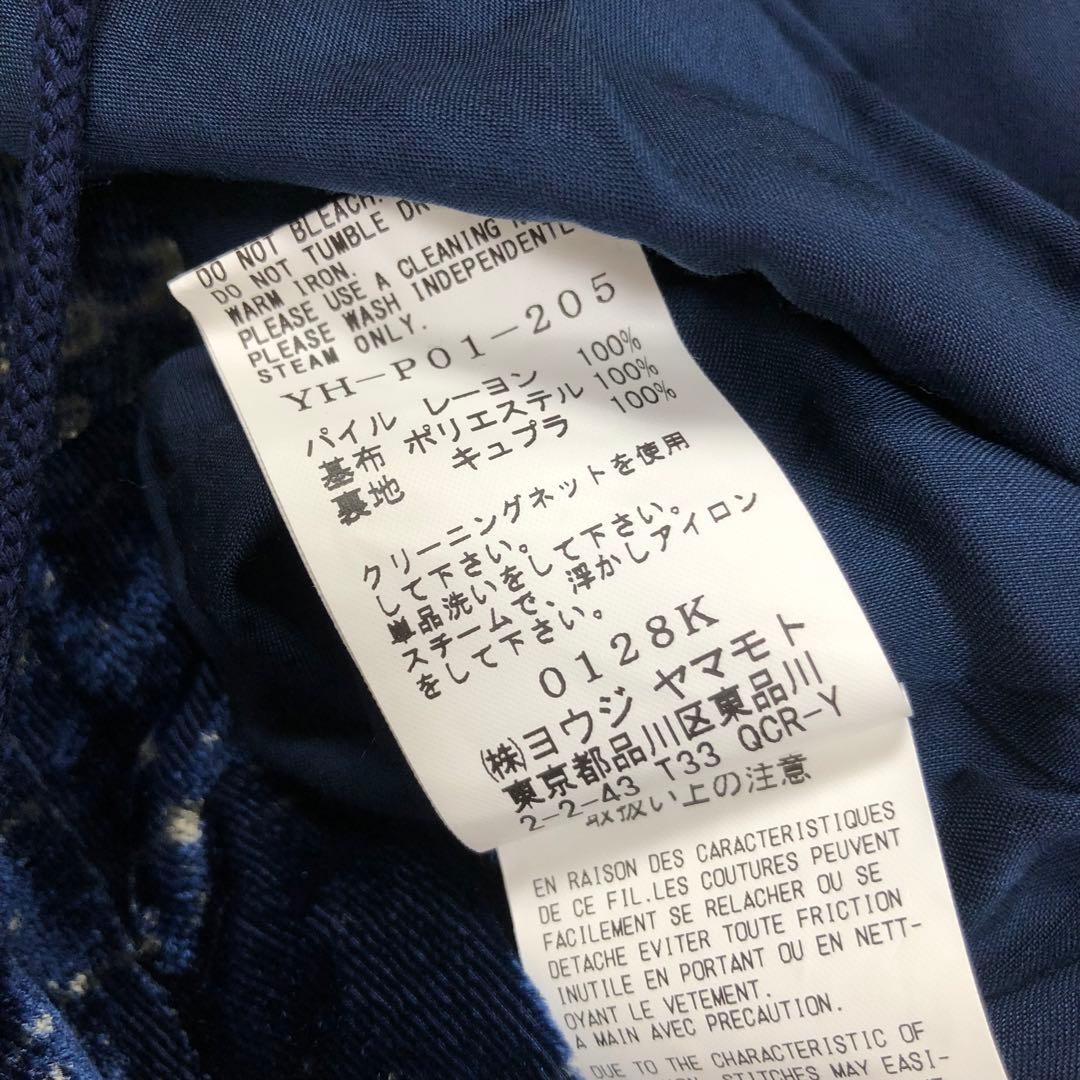 DO NOT BLEACH.
DO NOT TUMBLE DR
WARM IRON.
PLEASE USE A CLEANING
PLEASE WASH INDEPENDENTE
STEAM ONLY.
YH-P01-205
パイル レーヨン 100%
基布 ポリエステル 100%
裏地 キュプラ 100%
クリーニングネットを使用
して下さい。
単品洗いをして下さい。
スチームで、浮かしアイロン
をして下さい。
0128K
(株)ヨウジ ヤマモト
東京都品川区東品川
2-2-43 T33 QCR-Y
取扱い上の注意
EN RAISON DES CARACTERISTIQUES
DE CE FIL.LES COUTURES PEUVENT
FACILEMENT SE RELACHER OU SE
DETACHE EVITER TOUTE FRICTION
INUTILE EN PORTANT OU EN NETT-
OYANT LE VETEMENT.
A MAIN AVEC PRECAUTION.
DUE TO THE CHARACTERISTIC OF
STITCHES MAY EASI-